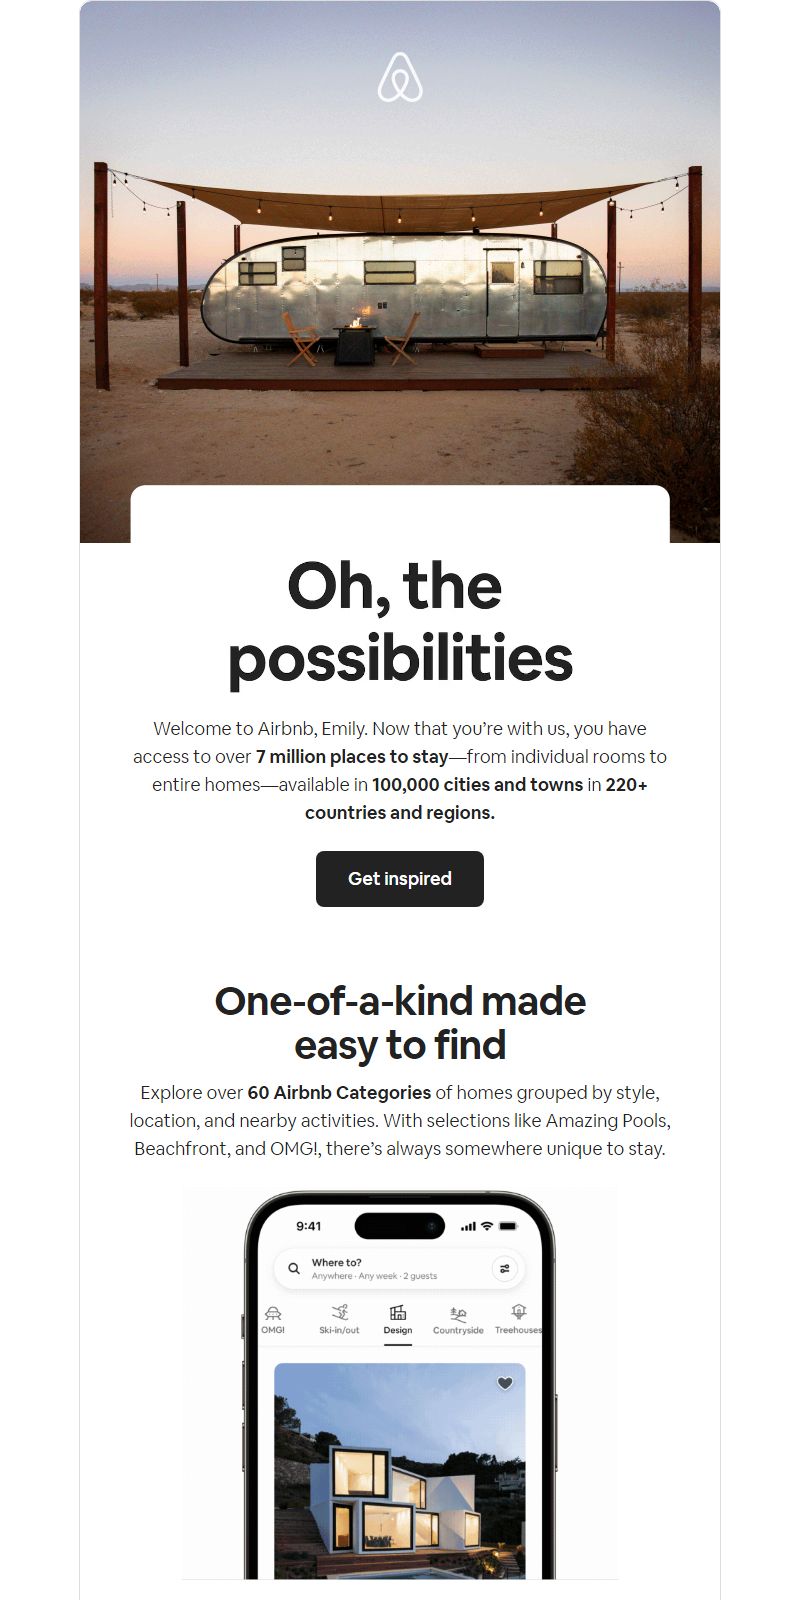 Oh, the
possibilities
Welcome to Airbnb, Emily. Now that you’re with us, you have
access to over 7 million places to stay—from individual rooms to
entire homes—available in 100,000 cities and towns in 220+
countries and regions.
Get inspired
One-of-a-kind made
easy to find
Explore over 60 Airbnb Categories of homes grouped by style,
location, and nearby activities. With selections like Amazing Pools,
Beachfront, and OMG!, there’s always somewhere unique to stay.
9:41
Where to?
Anywhere · Any week · 2 guests
OMG! Ski-in/out Design Countryside Treehouses